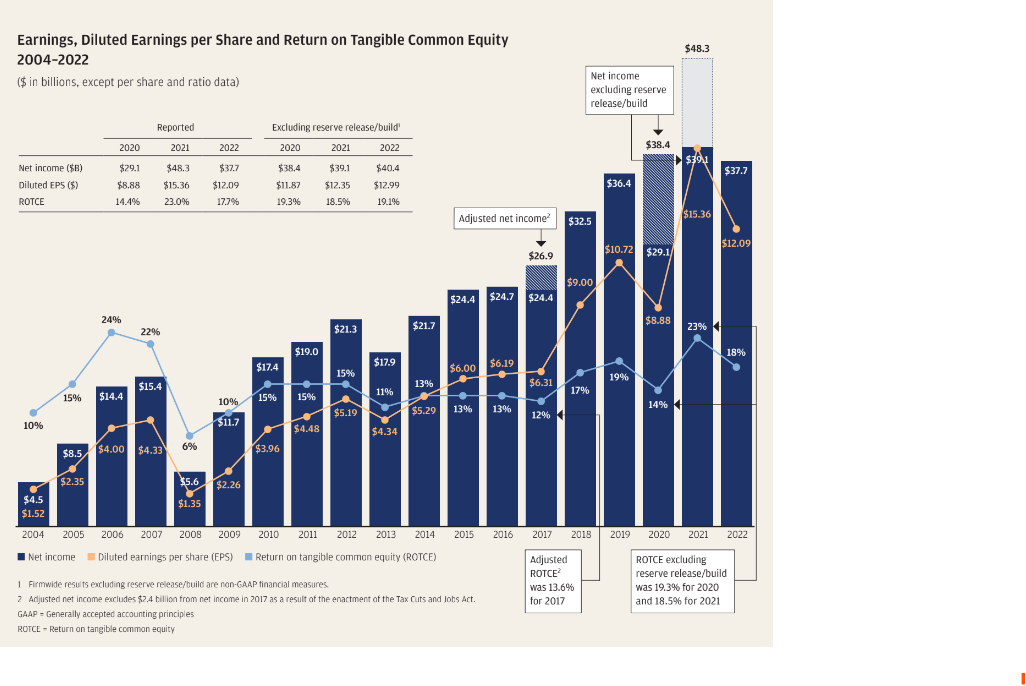 Earnings, Diluted Earnings per Share and Return on Tangible Common Equity
2004–2022
($ in billions, except per share and ratio data)
Reported Excluding reserve release/build¹
2020 2021 2022 2020 2021 2022
Net income ($B) $29.1 $48.3 $37.7 $38.4 $39.1 $40.4
Diluted EPS ($) $8.88 $15.36 $12.09 $11.87 $12.35 $12.99
ROTCE 14.4% 23.0% 17.7% 19.3% 18.5% 19.1%
$48.3
Net income
excluding reserve
release/build
$38.4
$39.1
$37.7
$36.4
Adjusted net income²
$32.5
$15.36
$12.09
$10.72
$29.1
$26.9
$9.00
$24.4
$24.7
$24.4
$8.88
24%
22%
$21.3
$21.7
23%
$17.9
$19.0
$17.4
18%
$6.00
$6.19
$6.31
15%
13%
17%
19%
$15.4
$14.4
15%
15%
15%
11%
10%
13%
13%
12%
14%
$5.19
$5.29
10%
$11.7
$4.48
$4.34
6%
$4.00
$4.33
$3.96
$8.5
$2.35
$5.6
$2.26
$4.5
$1.52
$1.35
2004 2005 2006 2007 2008 2009 2010 2011 2012 2013 2014 2015 2016 2017 2018 2019 2020 2021 2022
Net income Diluted earnings per share (EPS) Return on tangible common equity (ROTCE)
Adjusted
ROTCE²
was 13.6%
for 2017
ROTCE excluding
reserve release/build
was 19.3% for 2020
and 18.5% for 2021
1 Firmwide results excluding reserve release/build are non-GAAP financial measures.
2 Adjusted net income excludes $2.4 billion from net income in 2017 as a result of the enactment of the Tax Cuts and Jobs Act.
GAAP = Generally accepted accounting principles
ROTCE = Return on tangible common equity